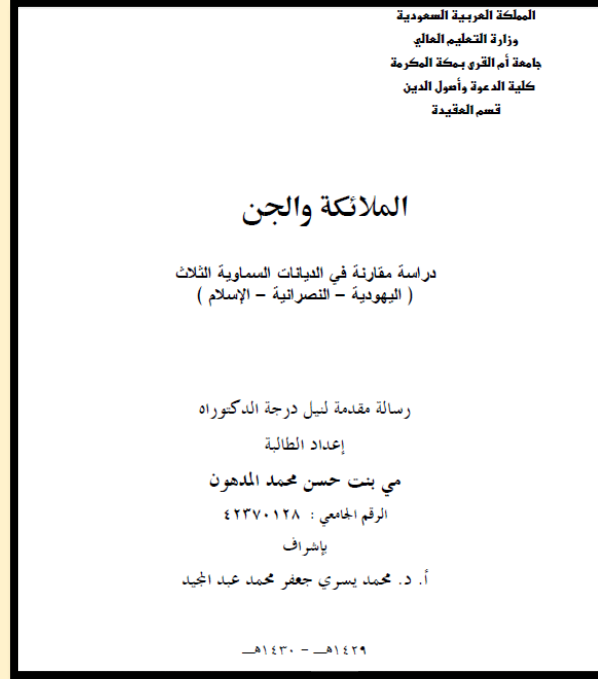 المملكة العربية السعودية
وزارة التعليم العالي
جامعة أم القرى بمكة المكرمة
كلية الدعوة وأصول الدين
قسم العقيدة
الملائكة والجن
دراسة مقارنة في الديانات السماوية الثلاث
( اليهودية – النصرانية – الإسلام )
رسالة مقدمة لنيل درجة الدكتوراه
إعداد الطالبة
مي بنت حسن محمد المدهون
الرقم الجامعي : ٤٢٣٧٠١٢٨
بإشراف
أ. د. محمد يسري جعفر محمد عبد المجيد
١٤٢٩هـــ – ١٤٣٠هـــ